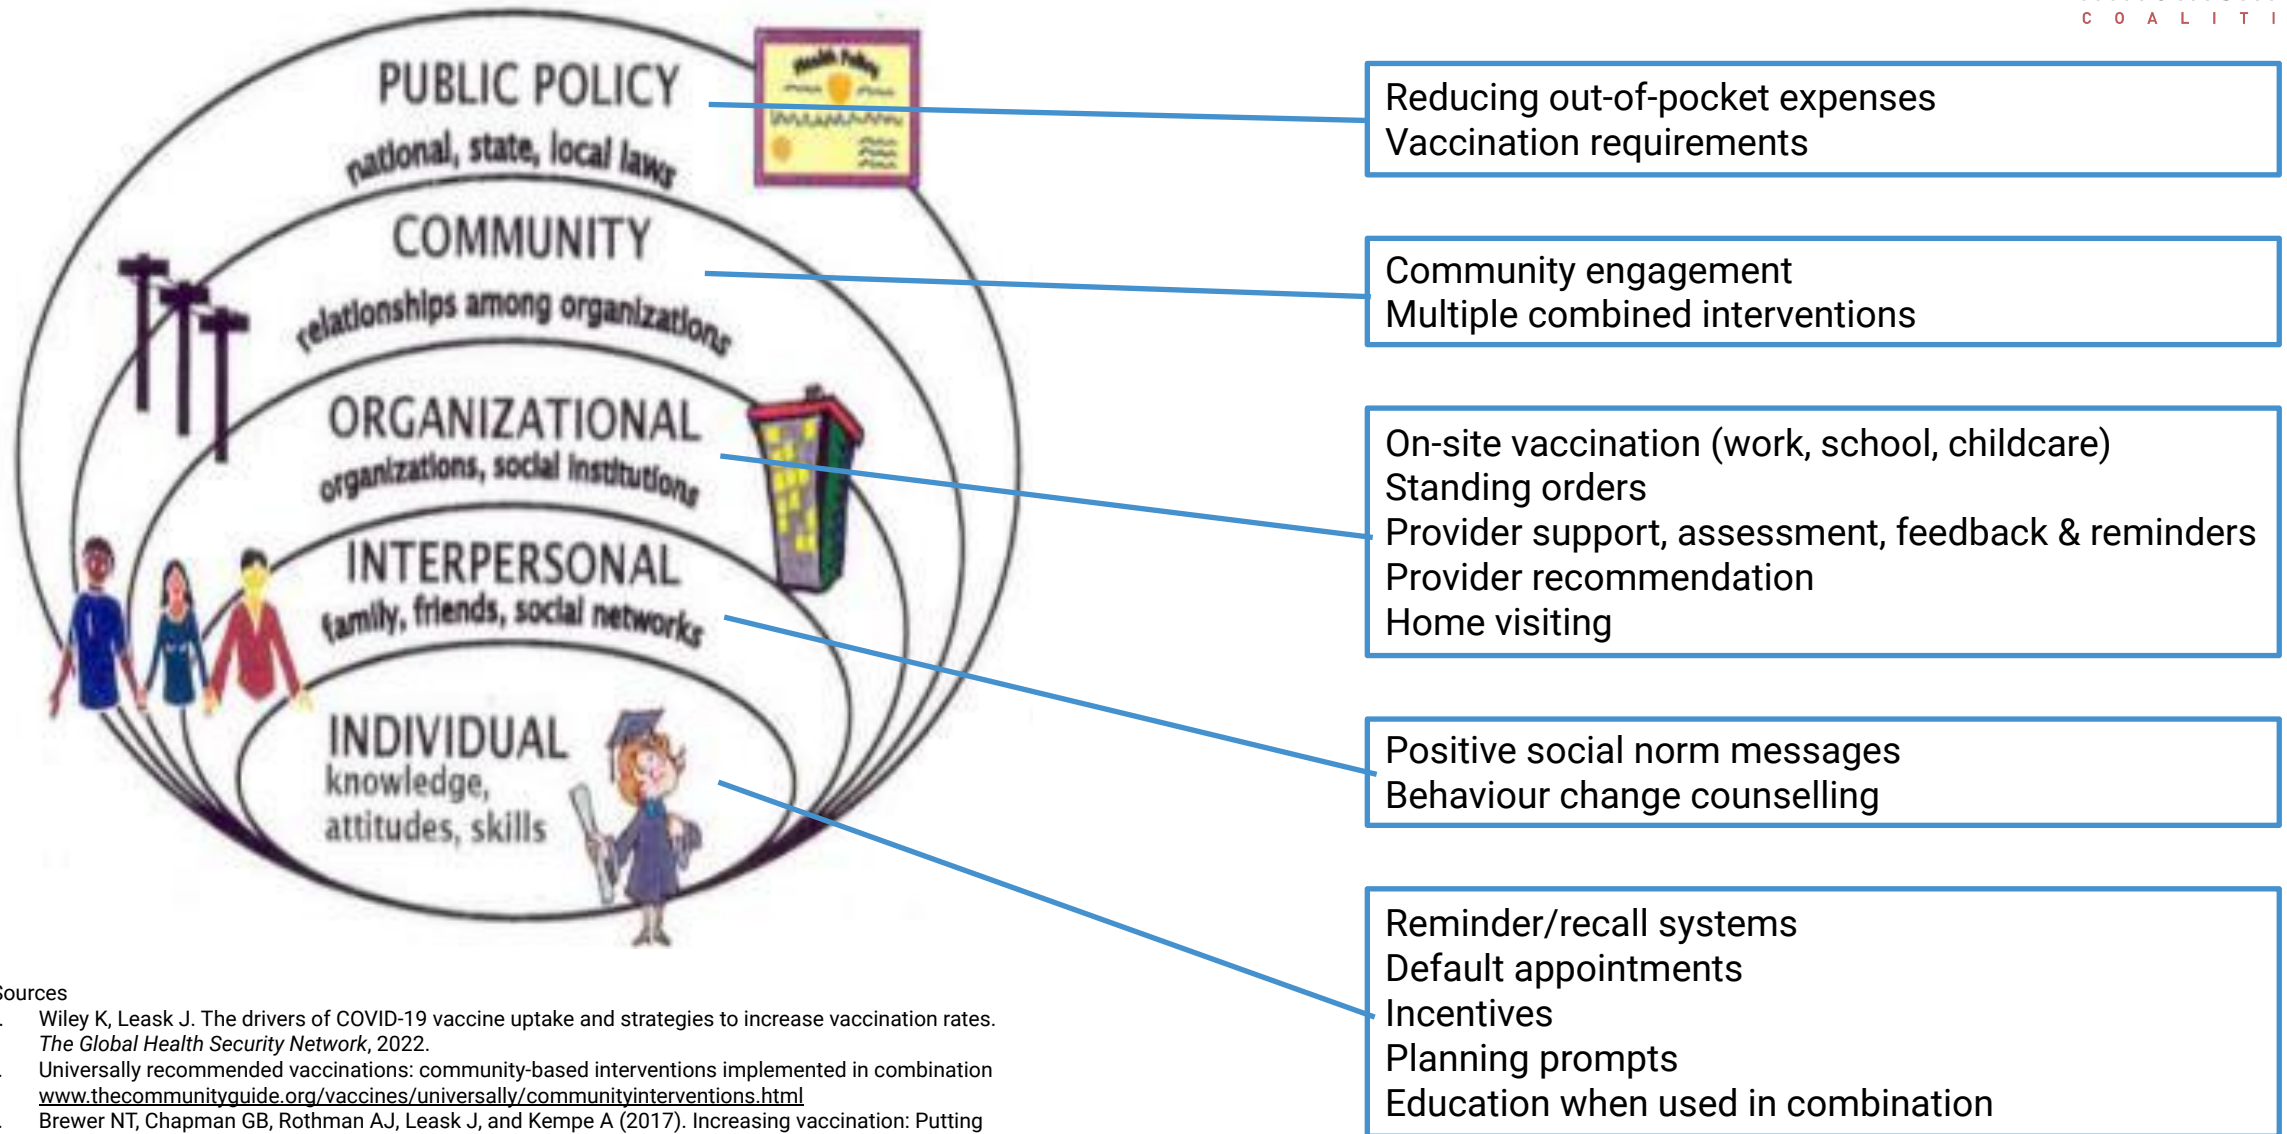 COALITI
PUBLIC POLICY
national, state, local laws
Health Policy
COMMUNITY
relationships among organizations
ORGANIZATIONAL
organizations, social institutions
INTERPERSONAL
family, friends, social networks
INDIVIDUAL
knowledge,
attitudes, skills
Reducing out-of-pocket expenses
Vaccination requirements
Community engagement
Multiple combined interventions
On-site vaccination (work, school, childcare)
Standing orders
Provider support, assessment, feedback & reminders
Provider recommendation
Home visiting
Positive social norm messages
Behaviour change counselling
Reminder/recall systems
Default appointments
Incentives
Planning prompts
Education when used in combination
Sources
. Wiley K, Leask J. The drivers of COVID-19 vaccine uptake and strategies to increase vaccination rates.
The Global Health Security Network, 2022.
. Universally recommended vaccinations: community-based interventions implemented in combination
www.thecommunityguide.org/vaccines/universally/communityinterventions.html
. Brewer NT, Chapman GB, Rothman AJ, Leask J, and Kempe A (2017). Increasing vaccination: Putting